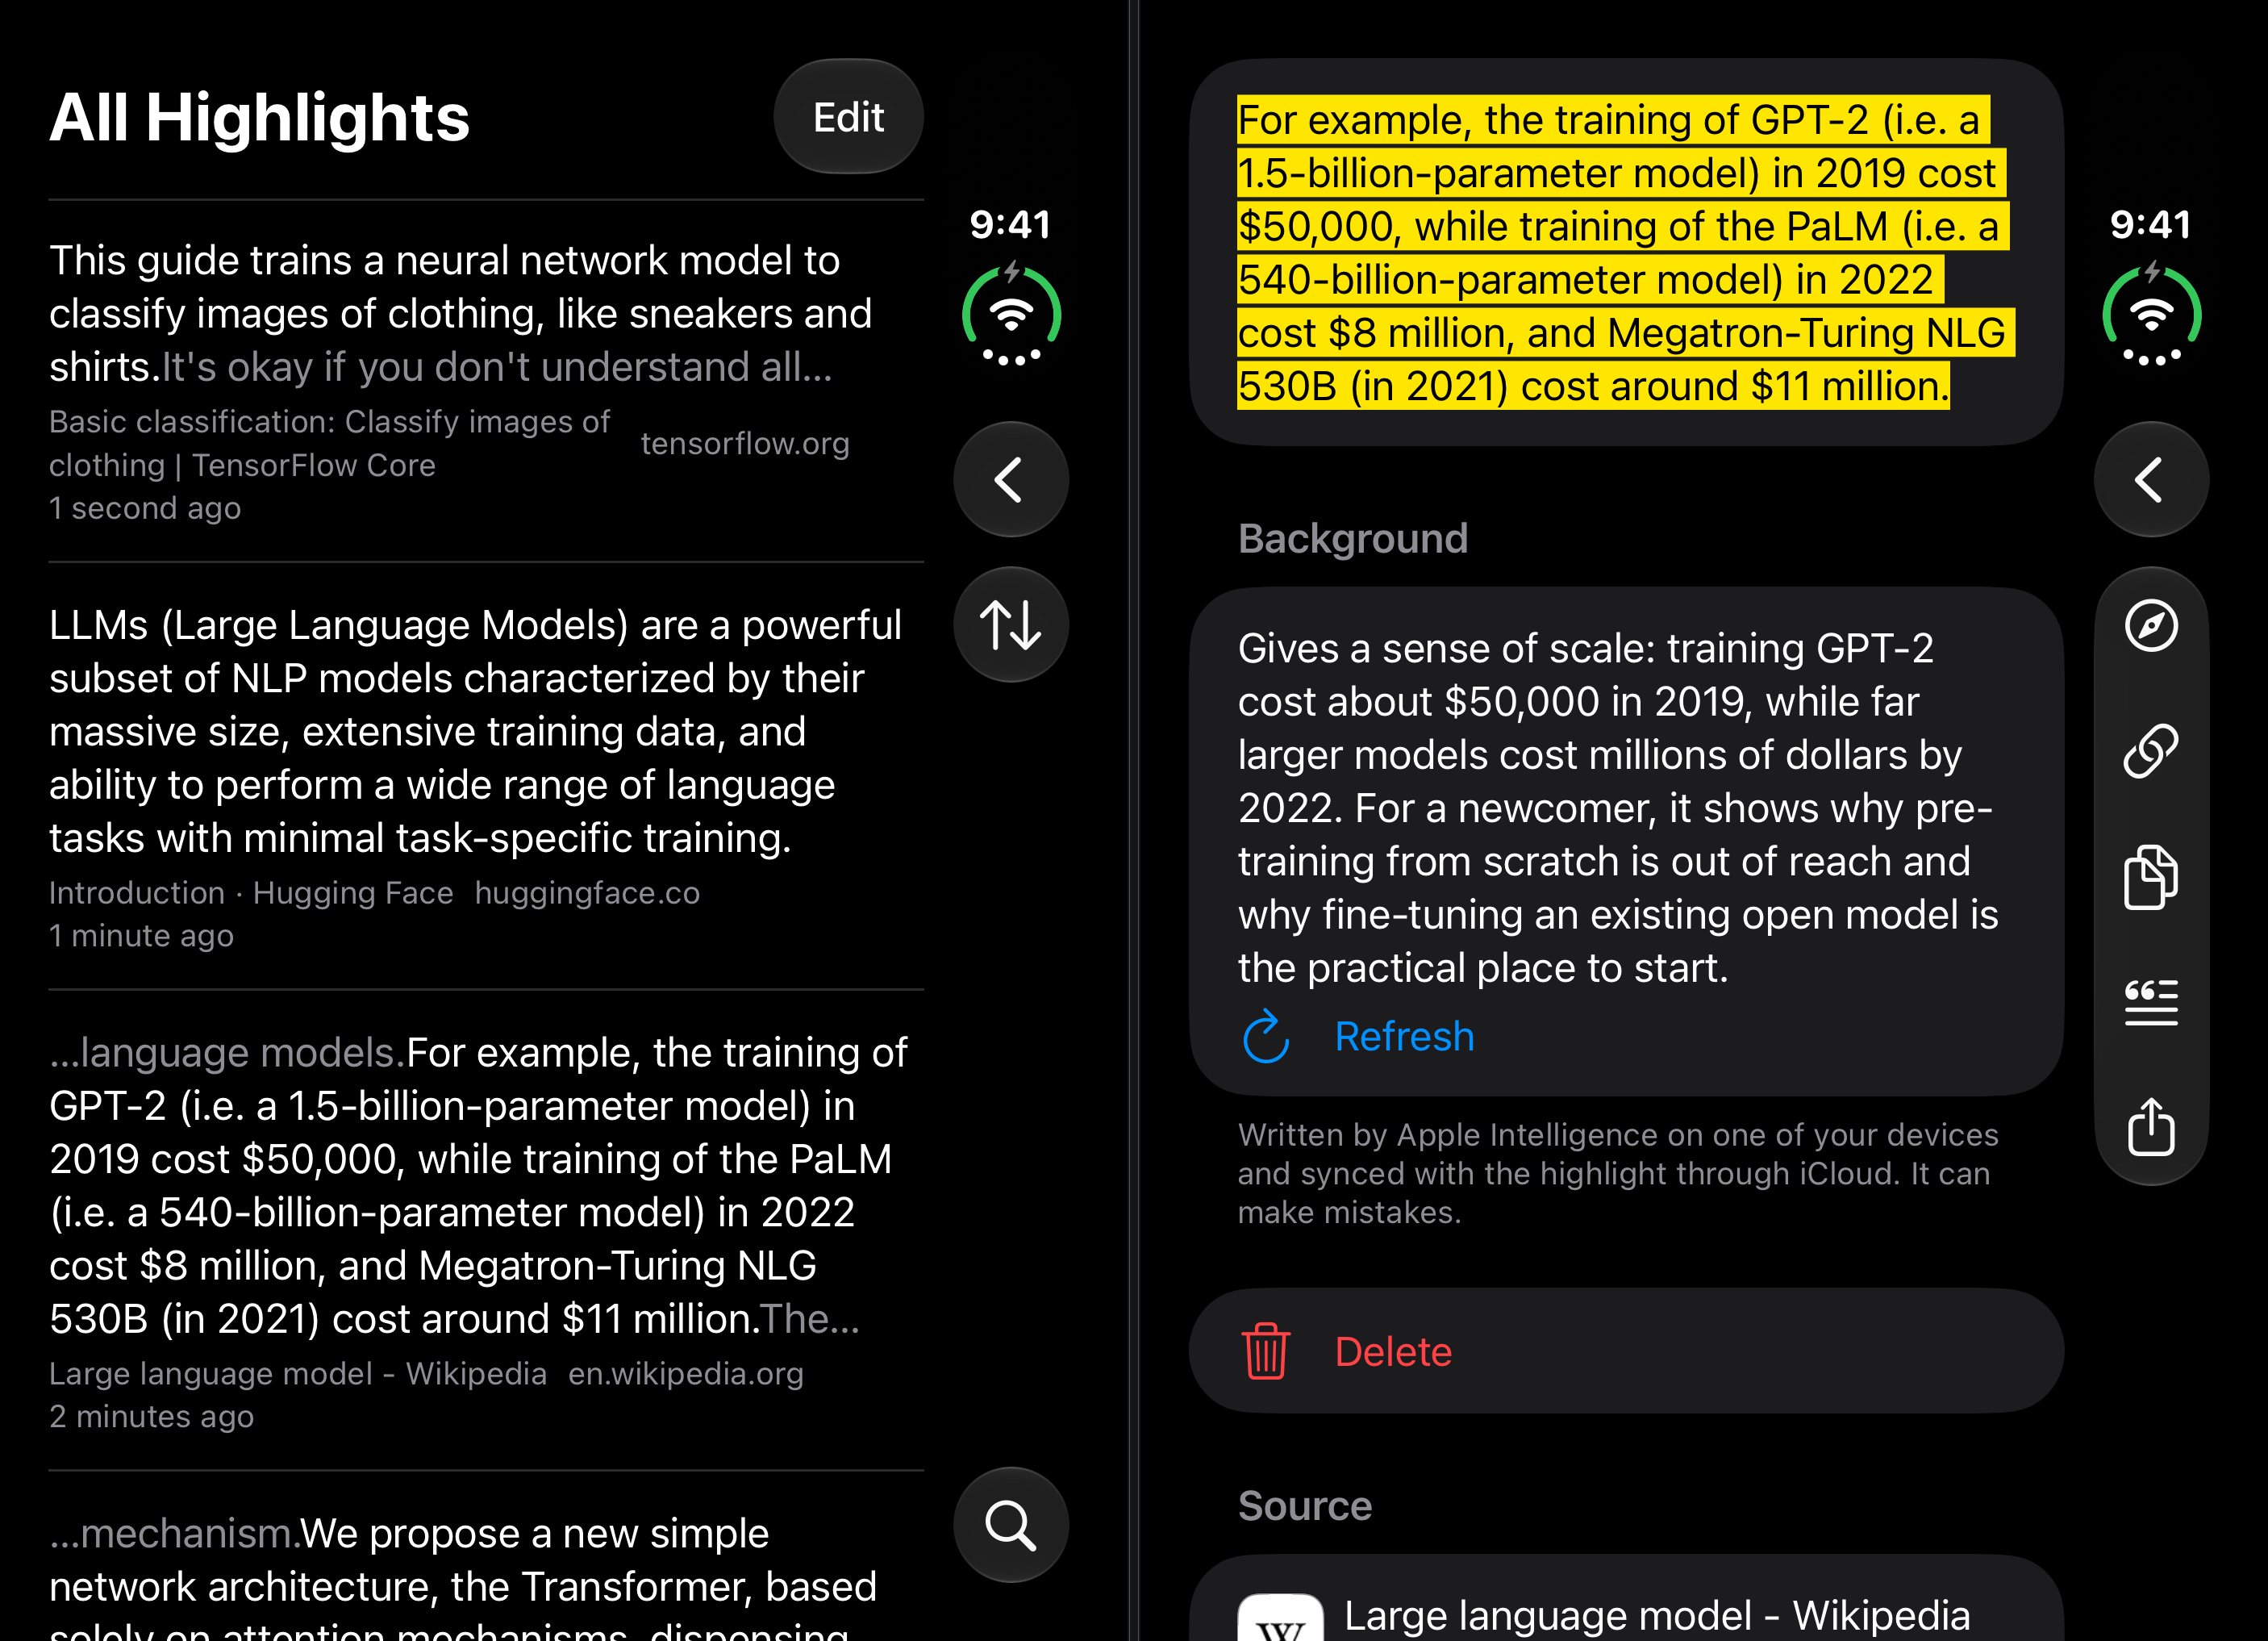 All Highlights
Edit
This guide trains a neural network model to
classify images of clothing, like sneakers and
shirts.It's okay if you don't understand all...
Basic classification: Classify images of
clothing | TensorFlow Core
tensorflow.org
1 second ago
LLMs (Large Language Models) are a powerful
subset of NLP models characterized by their
massive size, extensive training data, and
ability to perform a wide range of language
tasks with minimal task-specific training.
Introduction · Hugging Face huggingface.co
1 minute ago
...language models.For example, the training of
GPT-2 (i.e. a 1.5-billion-parameter model) in
2019 cost $50,000, while training of the PaLM
(i.e. a 540-billion-parameter model) in 2022
cost $8 million, and Megatron-Turing NLG
530B (in 2021) cost around $11 million.The...
Large language model - Wikipedia en.wikipedia.org
2 minutes ago
...mechanism.We propose a new simple
network architecture, the Transformer, based
solely on attention mechanisms, dispensing
9:41
For example, the training of GPT-2 (i.e. a
1.5-billion-parameter model) in 2019 cost
$50,000, while training of the PaLM (i.e. a
540-billion-parameter model) in 2022
cost $8 million, and Megatron-Turing NLG
530B (in 2021) cost around $11 million.
Background
Gives a sense of scale: training GPT-2
cost about $50,000 in 2019, while far
larger models cost millions of dollars by
2022. For a newcomer, it shows why pre-
training from scratch is out of reach and
why fine-tuning an existing open model is
the practical place to start.
Refresh
Written by Apple Intelligence on one of your devices
and synced with the highlight through iCloud. It can
make mistakes.
Delete
Source
W
Large language model - Wikipedia
9:41